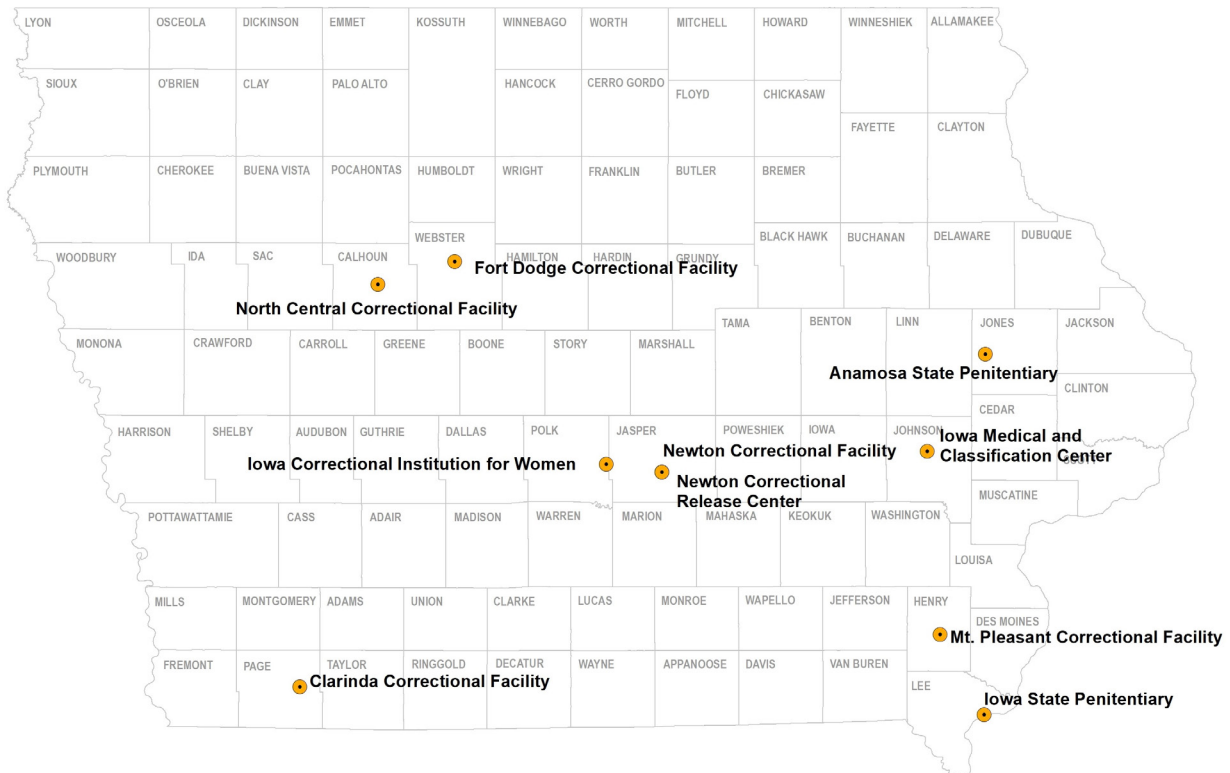 LYON
OSCEOLA
DICKINSON
EMMET
KOSSUTH
WINNEBAGO
WORTH
MITCHELL
HOWARD
WINNESHIEK
ALLAMAKEE
SIOUX
O'BRIEN
CLAY
PALO ALTO
HANCOCK
CERRO GORDO
FLOYD
CHICKASAW
FAYETTE
CLAYTON
PLYMOUTH
CHEROKEE
BUENA VISTA
POCAHONTAS
HUMBOLDT
WRIGHT
FRANKLIN
BUTLER
BREMER
WEBSTER
BLACK HAWK
BUCHANAN
DELAWARE
DUBUQUE
WOODBURY
IDA
SAC
CALHOUN
HAMILTON
HARDIN
GRUNDY
Fort Dodge Correctional Facility
North Central Correctional Facility
TAMA
BENTON
LINN
JONES
JACKSON
MONONA
CRAWFORD
CARROLL
GREENE
BOONE
STORY
MARSHALL
Anamosa State Penitentiary
CLINTON
CEDAR
HARRISON
SHELBY
AUDUBON
GUTHRIE
DALLAS
POLK
JASPER
POWESHIEK
IOWA
JOHNSON
Iowa Medical and
Classification Center
Newton Correctional Facility
Iowa Correctional Institution for Women
SCOTT
Newton Correctional
Release Center
MUSCATINE
POTTAWATTAMIE
CASS
ADAIR
MADISON
WARREN
MARION
MAHASKA
KEOKUK
WASHINGTON
LOUISA
MILLS
MONTGOMERY
ADAMS
UNION
CLARKE
LUCAS
MONROE
WAPELLO
JEFFERSON
HENRY
DES MOINES
Mt. Pleasant Correctional Facility
FREMONT
PAGE
TAYLOR
RINGGOLD
DECATUR
WAYNE
APPANOOSE
DAVIS
VAN BUREN
LEE
Clarinda Correctional Facility
Iowa State Penitentiary